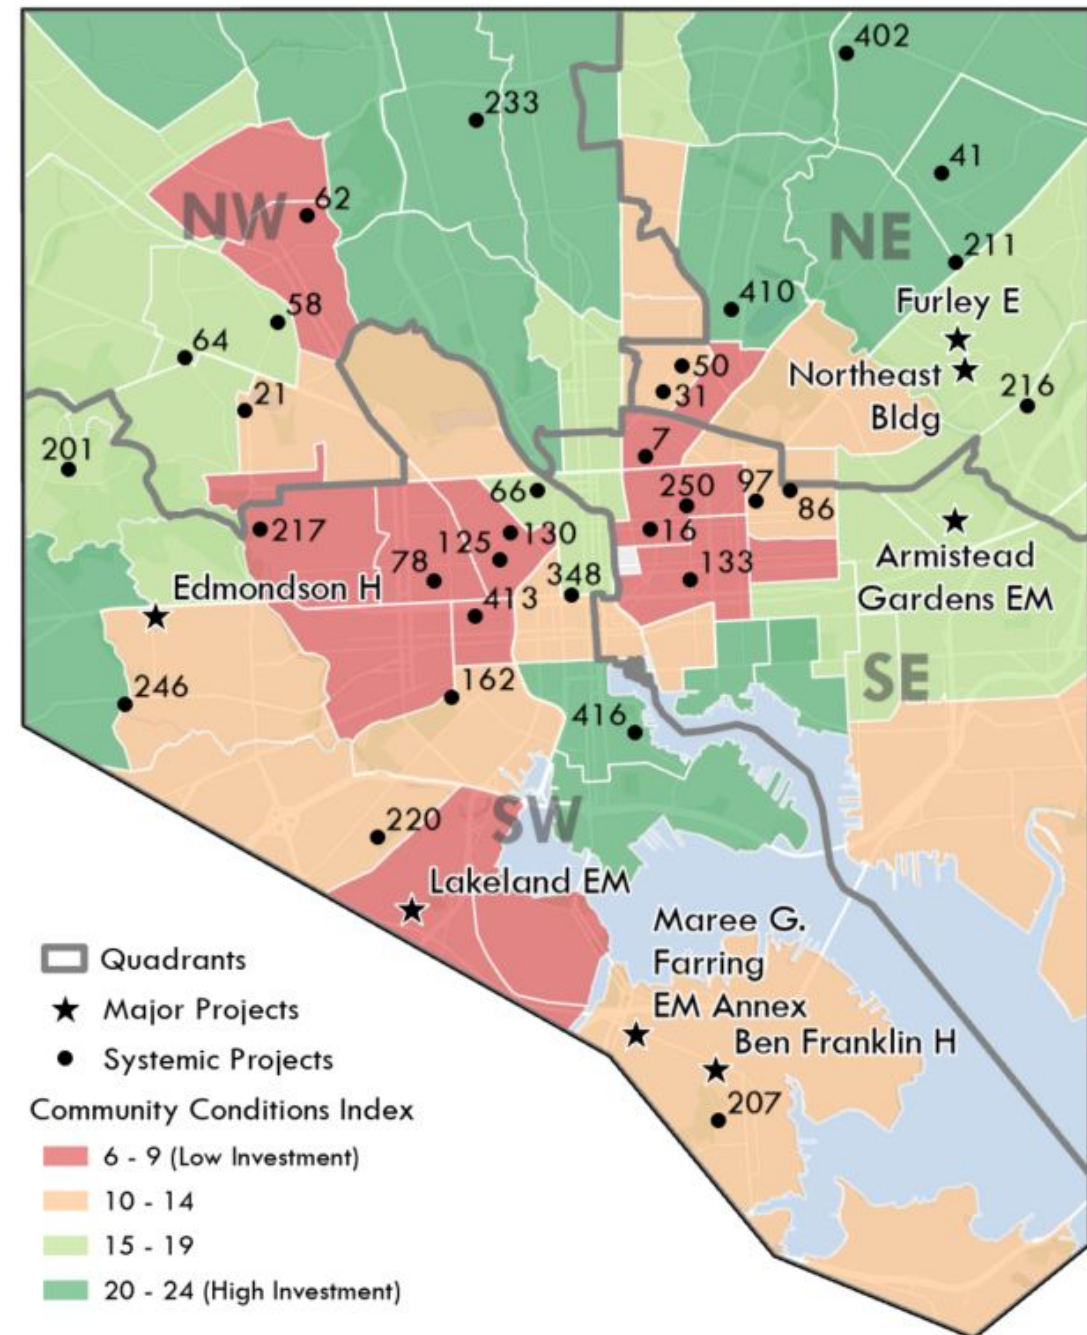 402
233
41
62
NW
NE
211
58
410
Furley E
64
50
Northeast
Bldg
31
21
216
7
201
66
250
97
86
217
130
16
125
Armistead
Gardens EM
78
133
348
Edmondson H
413
162
SE
246
416
220
SW
Lakeland EM
Maree G.
Farring
EM Annex
Ben Franklin H
207
Quadrants
Major Projects
Systemic Projects
Community Conditions Index
6 - 9 (Low Investment)
10 - 14
15 - 19
20 - 24 (High Investment)